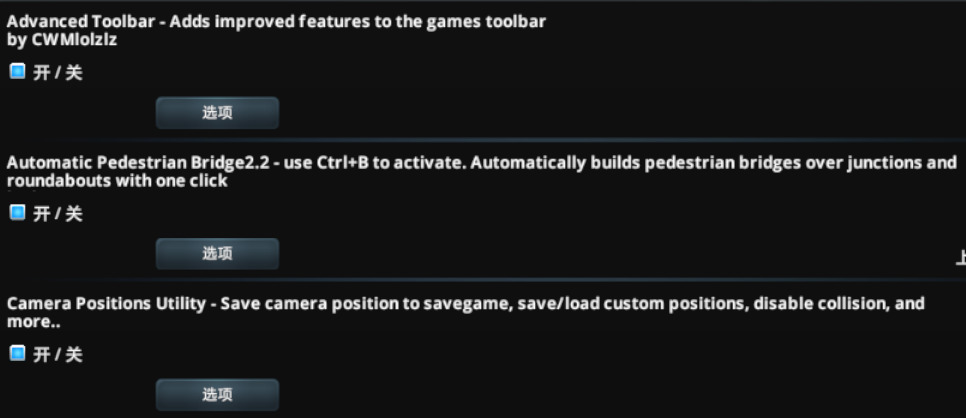 Advanced Toolbar - Adds improved features to the games toolbar
by CWMlolzlz
开 / 关
选项
Automatic Pedestrian Bridge2.2 - use Ctrl+B to activate. Automatically builds pedestrian bridges over junctions and
roundabouts with one click
开 / 关
选项
Camera Positions Utility - Save camera position to savegame, save/load custom positions, disable collision, and
more..
开 / 关
选项